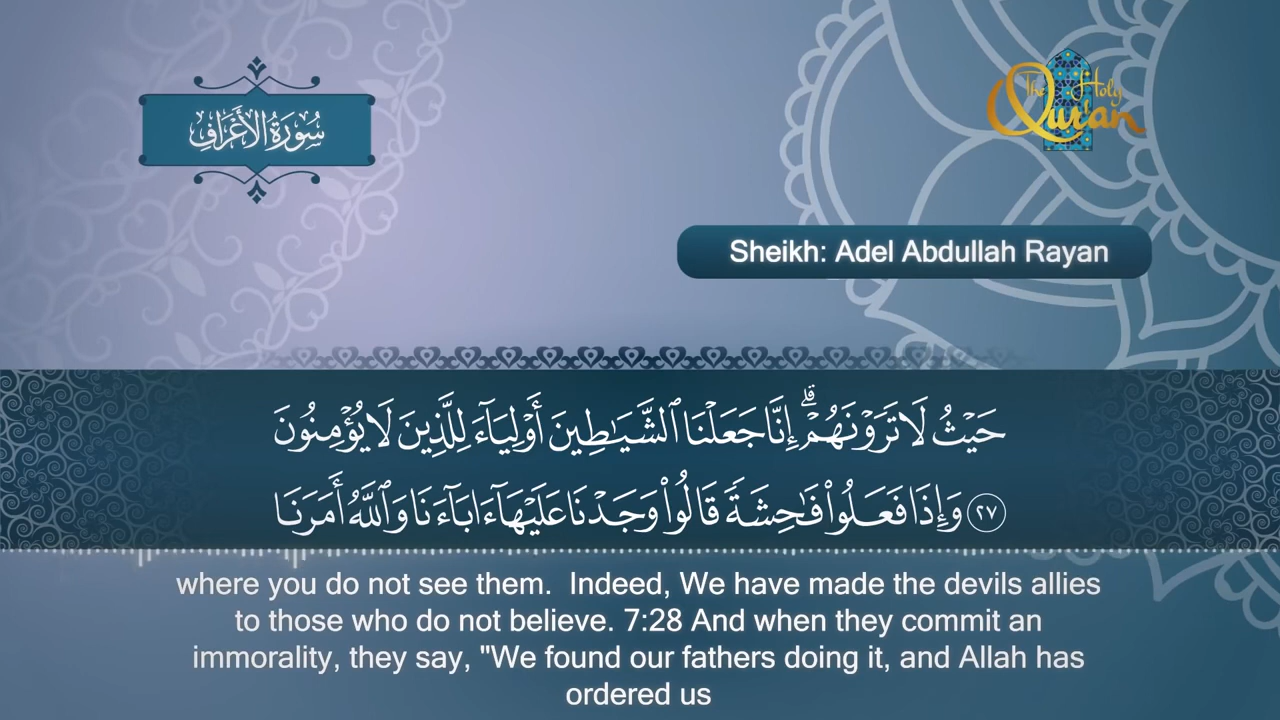 سُورَةُ الأَعْرَافِ
The Holy
Qur'an
Sheikh: Adel Abdullah Rayan
حَيْثُ لَا تَرَوْنَهُمْ ۗ إِنَّا جَعَلْنَا ٱلشَّيَـٰطِينَ أَوْلِيَآءَ لِلَّذِينَ لَا يُؤْمِنُونَ
٢٧ وَإِذَا فَعَلُوا۟ فَـٰحِشَةً قَالُوا۟ وَجَدْنَا عَلَيْهَآ ءَابَآءَنَا وَٱللَّهُ أَمَرَنَا
where you do not see them.  Indeed, We have made the devils allies
to those who do not believe. 7:28 And when they commit an
immorality, they say, "We found our fathers doing it, and Allah has
ordered us